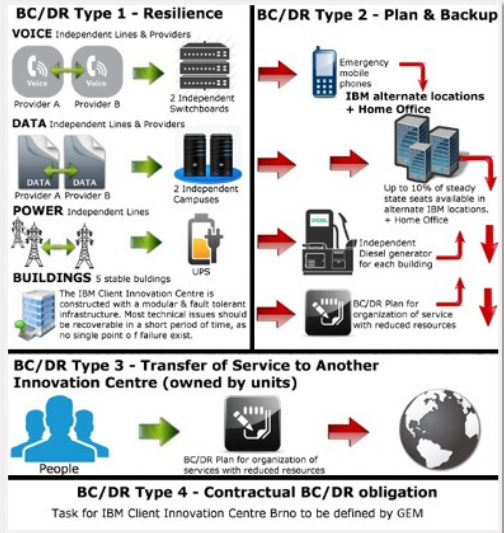 BC/DR Type 1 - Resilience
VOICE Independent Lines & Providers
Voice
Voice
Provider A
Provider B
2 Independent
Switchboards
DATA Independent Lines & Providers
DATA
DATA
Provider A
Provider B
2 Independent
Campuses
POWER Independent Lines
UPS
BUILDINGS 5 stable buldings
The IBM Client Innovation Centre is
constructed with a modular & fault tolerant
infrastructure. Most technical issues should
be recoverable in a short period of time, as
no single point o f failure exist.
BC/DR Type 2 - Plan & Backup
Emergency
mobile
phones
IBM alternate locations
+ Home Office
Up to 10% of steady
state seats available in
alternate IBM locations.
+ Home Office
DIESEL
Independent
Diesel generator
for each building
BC/DR Plan for
organization of service
with reduced resources
BC/DR Type 3 - Transfer of Service to Another
Innovation Centre (owned by units)
People
BC/DR Plan for organization of
services with reduced resources
BC/DR Type 4 - Contractual BC/DR obligation
Task for IBM Client Innovation Centre Brno to be defined by GEM